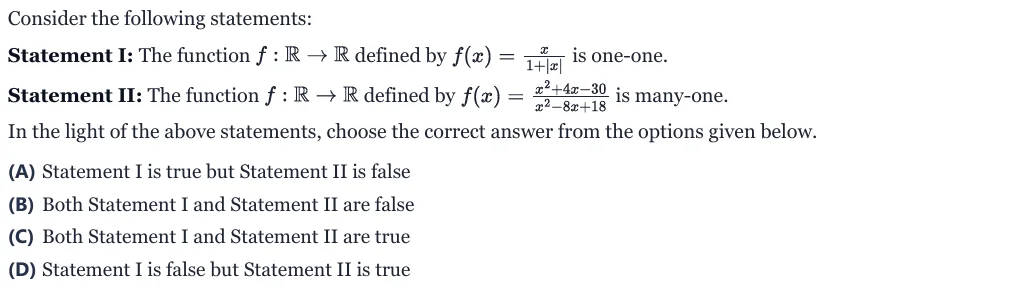 Consider the following statements:
Statement I: The function f : ℝ → ℝ defined by f(x) = x/(1+|x|) is one-one.
Statement II: The function f : ℝ → ℝ defined by f(x) = (x²+4x−30)/(x²−8x+18) is many-one.
In the light of the above statements, choose the correct answer from the options given below.
(A) Statement I is true but Statement II is false
(B) Both Statement I and Statement II are false
(C) Both Statement I and Statement II are true
(D) Statement I is false but Statement II is true